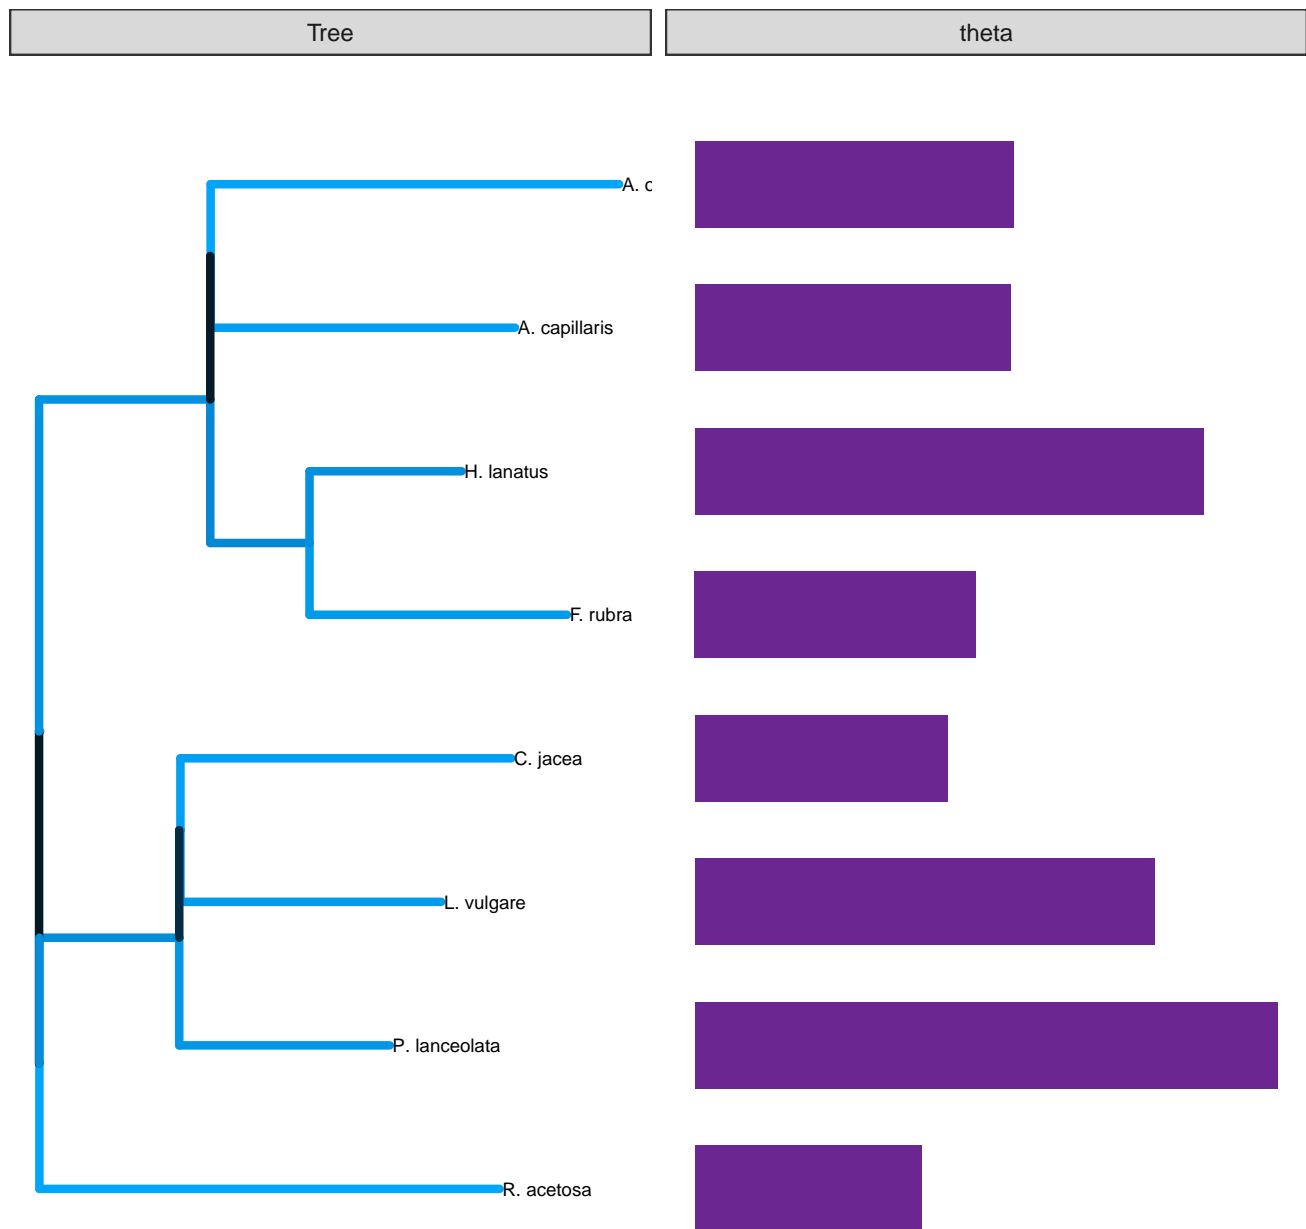 Tree
theta
A. c
A. capillaris
H. lanatus
F. rubra
C. jacea
L. vulgare
P. lanceolata
R. acetosa